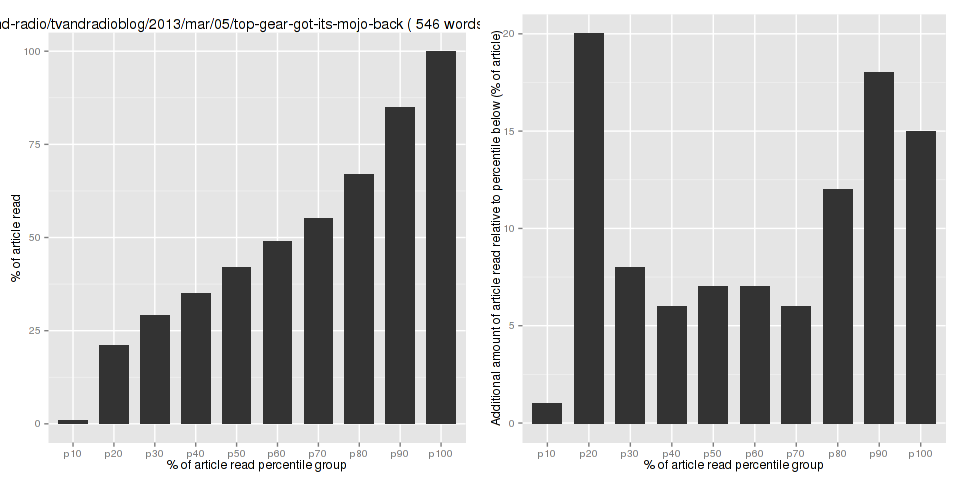 d-radio/tvandradioblog/2013/mar/05/top-gear-got-its-mojo-back ( 546 words
% of article read
100
75
50
25
0
p10 p20 p30 p40 p50 p60 p70 p80 p90 p100
% of article read percentile group
Additional amount of article read relative to percentile below (% of article)
20
15
10
5
0
p10 p20 p30 p40 p50 p60 p70 p80 p90 p100
% of article read percentile group